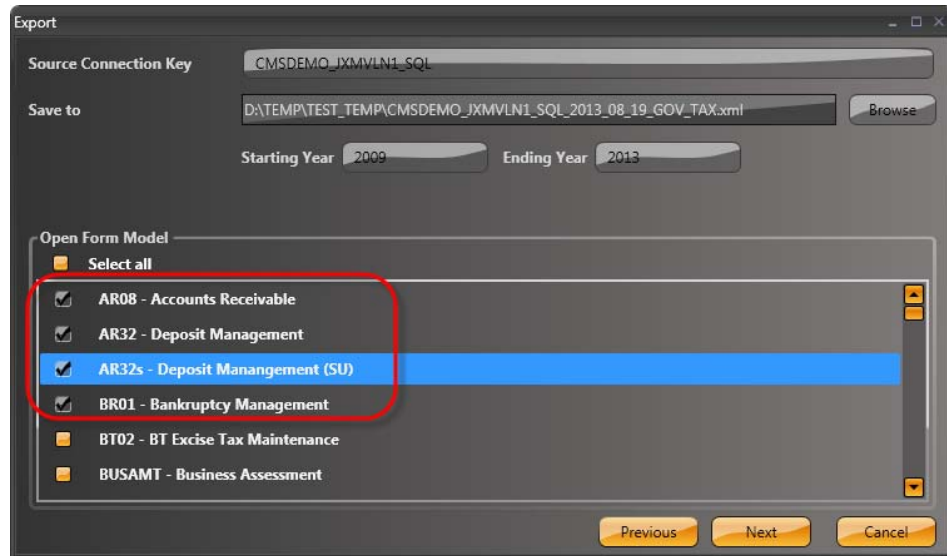 Export
Source Connection Key CMSDEMO_JXMVLN1_SQL
Save to D:\TEMP\TEST_TEMP\CMSDEMO_JXMVLN1_SQL_2013_08_19_GOV_TAX.xml Browse
Starting Year 2009 Ending Year 2013
Open Form Model
Select all
AR08 - Accounts Receivable
AR32 - Deposit Management
AR32s - Deposit Manangement (SU)
BR01 - Bankruptcy Management
BT02 - BT Excise Tax Maintenance
BUSAMT - Business Assessment
Previous Next Cancel